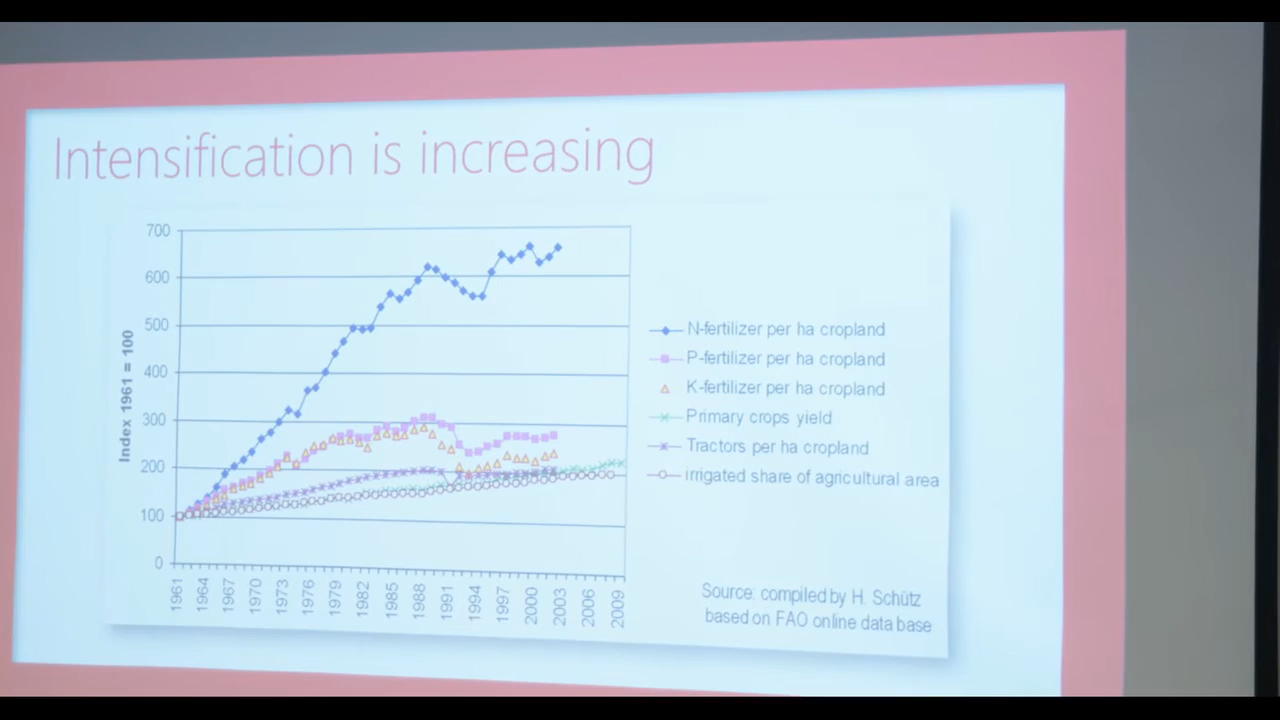 Intensification is increasing
700
600
500
400
300
200
100
0
Index 1961 = 100
1961
1964
1967
1970
1973
1976
1979
1982
1985
1988
1991
1994
1997
2000
2003
2006
2009
N-fertilizer per ha cropland
P-fertilizer per ha cropland
K-fertilizer per ha cropland
Primary crops yield
Tractors per ha cropland
irrigated share of agricultural area
Source: compiled by H. Schütz
based on FAO online data base